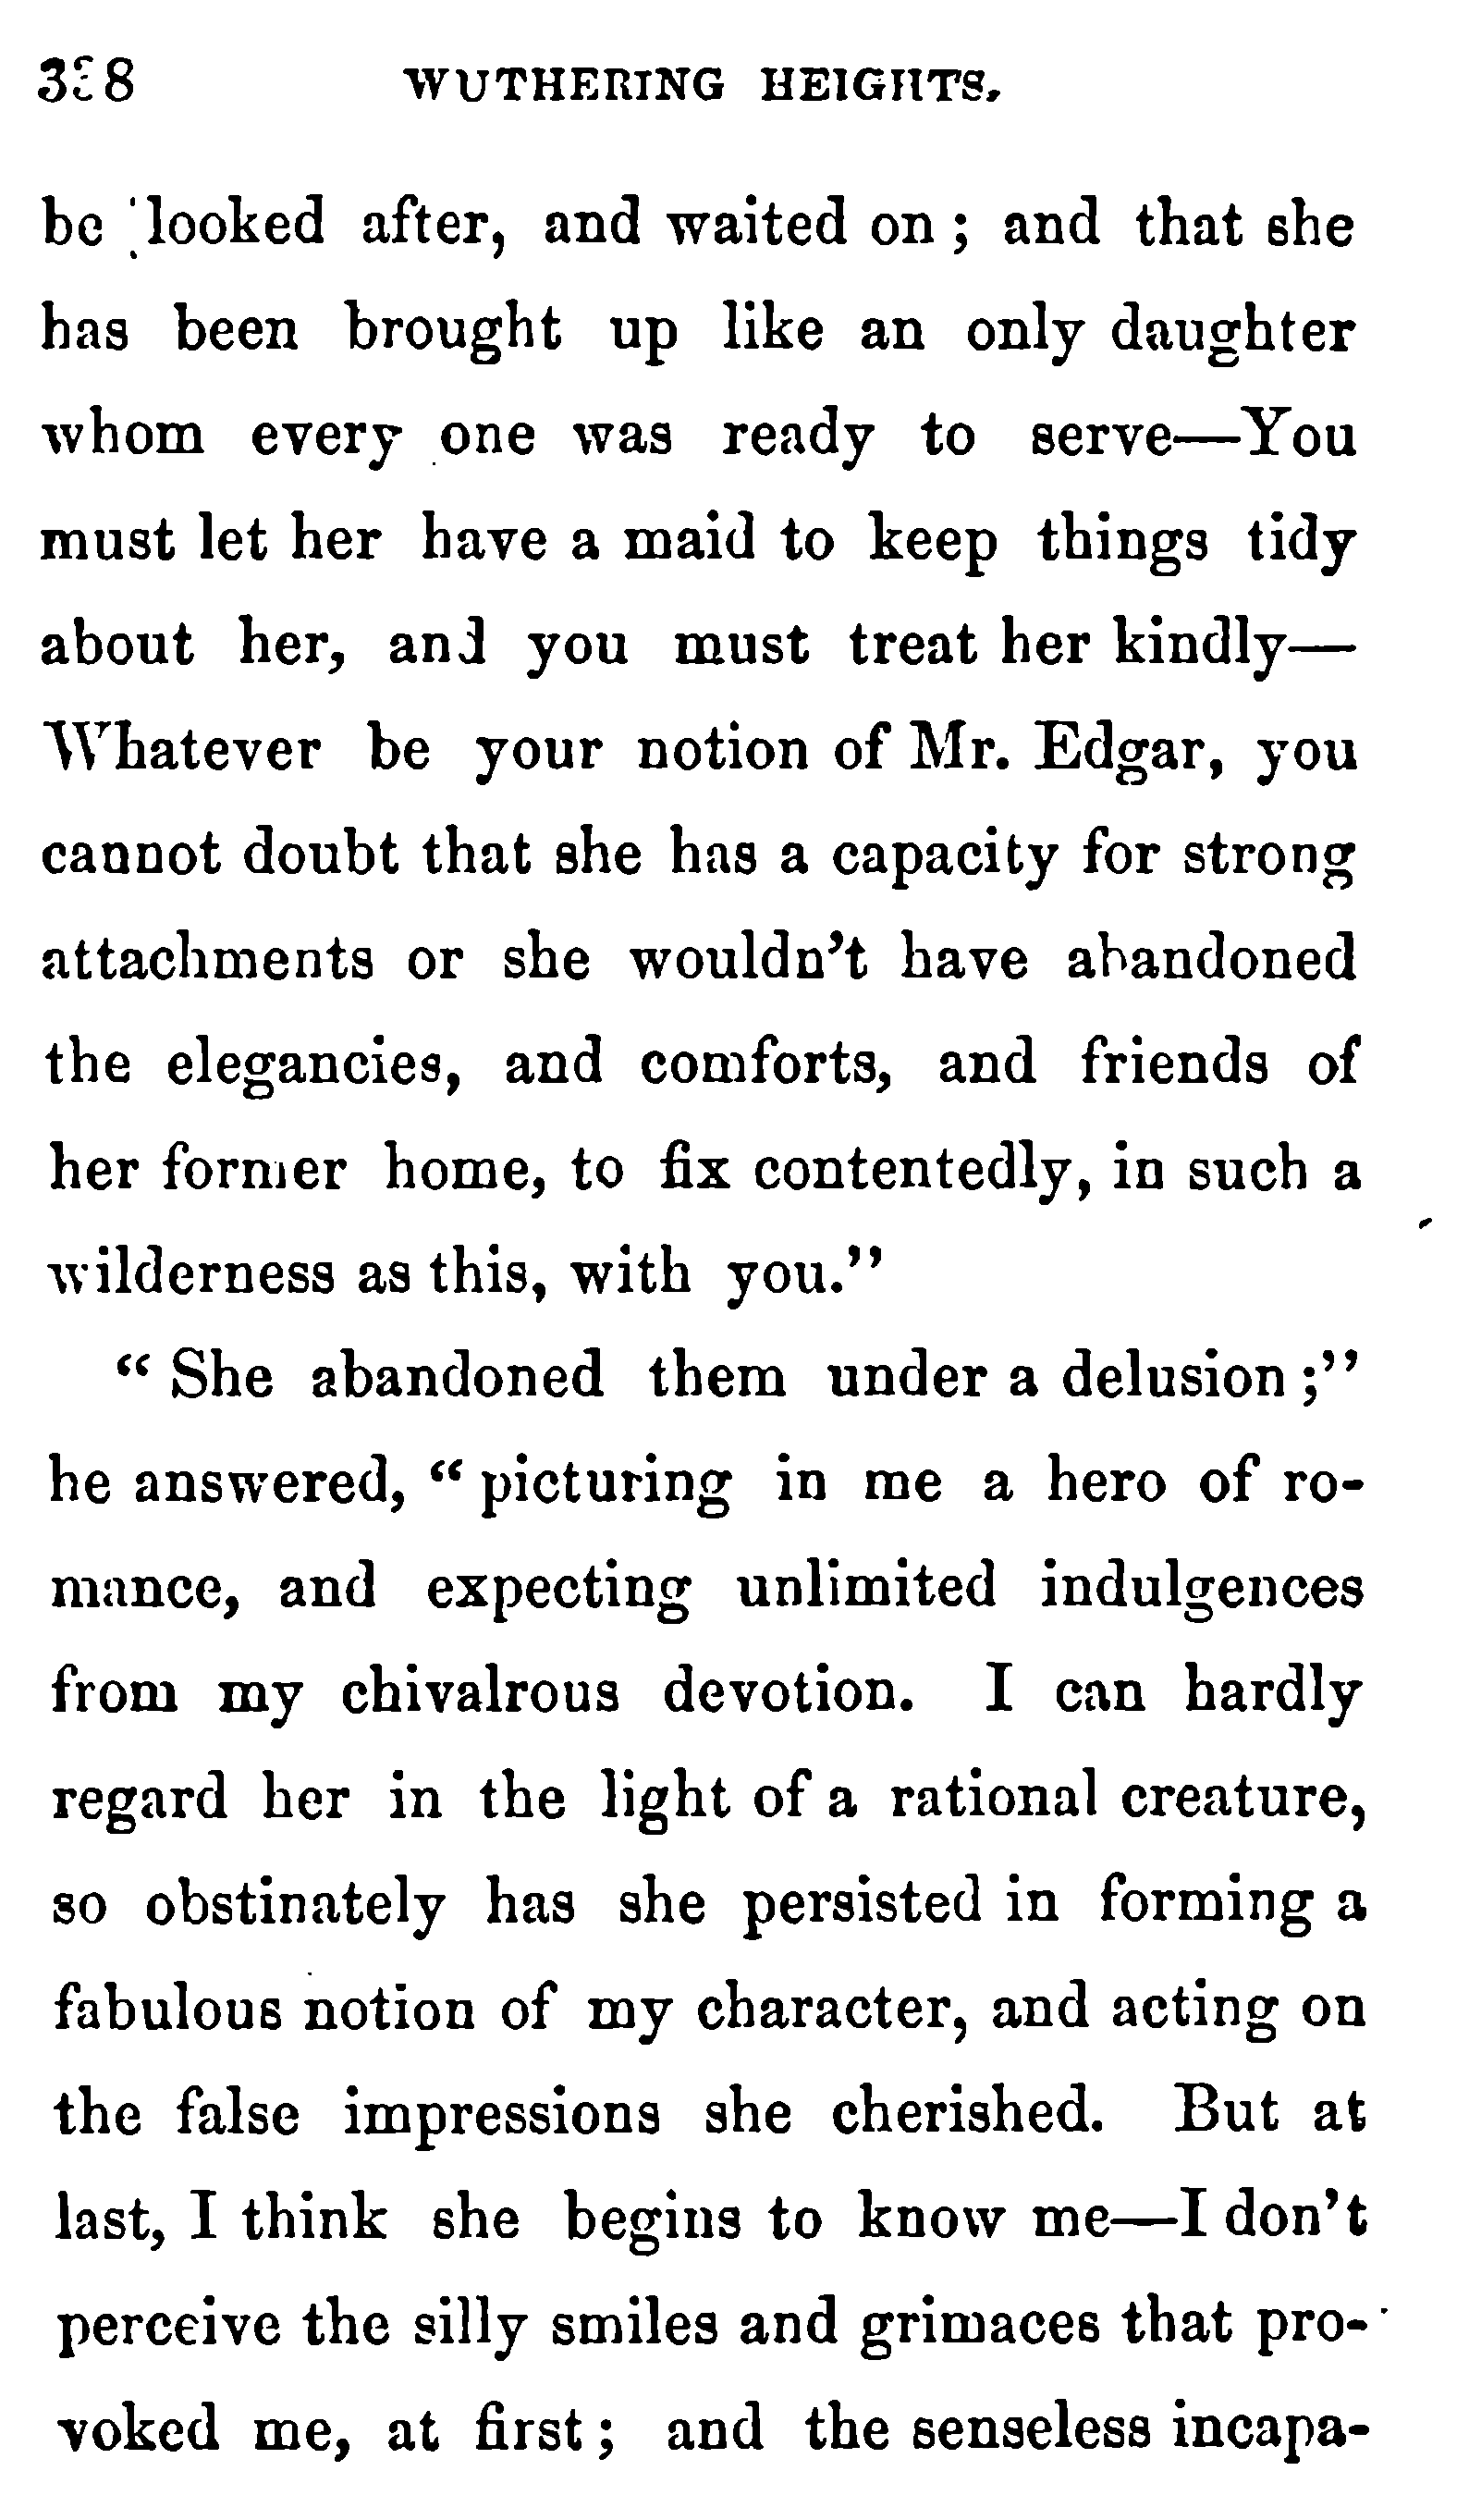 WUTHERING HEIGHTS.
be looked after, and waited on; and that she
has been brought up like an only daughter
whom every one was ready to serve—You
must let her have a maid to keep things tidy
about her, and you must treat her kindly—
Whatever be your notion of Mr. Edgar, you
cannot doubt that she has a capacity for strong
attachments or she wouldn't have abandoned
the elegancies, and comforts, and friends of
her former home, to fix contentedly, in such a
wilderness as this, with you."
"She abandoned them under a delusion;"
he answered, "picturing in me a hero of ro-
mance, and expecting unlimited indulgences
from my chivalrous devotion. I can hardly
regard her in the light of a rational creature,
so obstinately has she persisted in forming a
fabulous notion of my character, and acting on
the false impressions she cherished. But at
last, I think she begins to know me—I don't
perceive the silly smiles and grimaces that pro-
voked me, at first; and the senseless incapa-